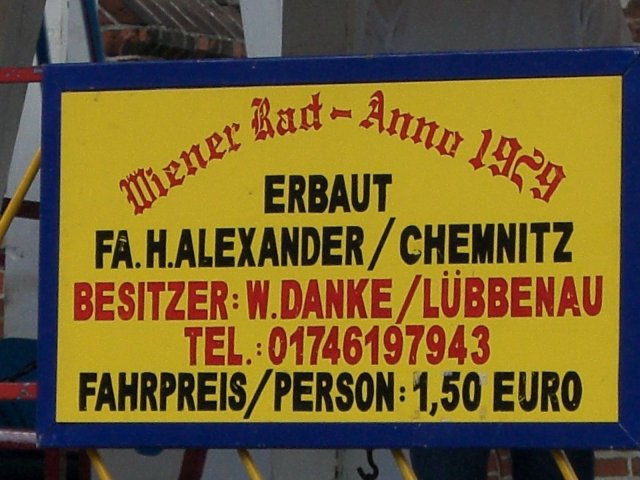 Wiener Rad - Anno 1929
ERBAUT
FA. H. ALEXANDER / CHEMNITZ
BESITZER: W. DANKE / LÜBBENAU
TEL.: 01746197943
FAHRPREIS / PERSON: 1,50 EURO